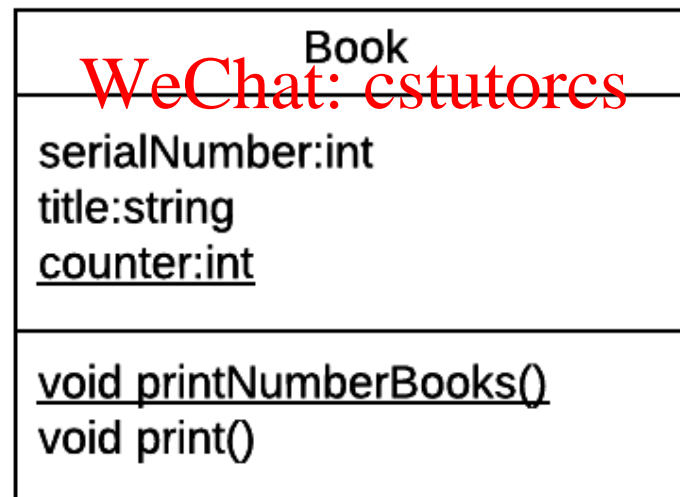 Book
WeChat: cstutorcs
serialNumber:int
title:string
counter:int
void printNumberBooks()
void print()